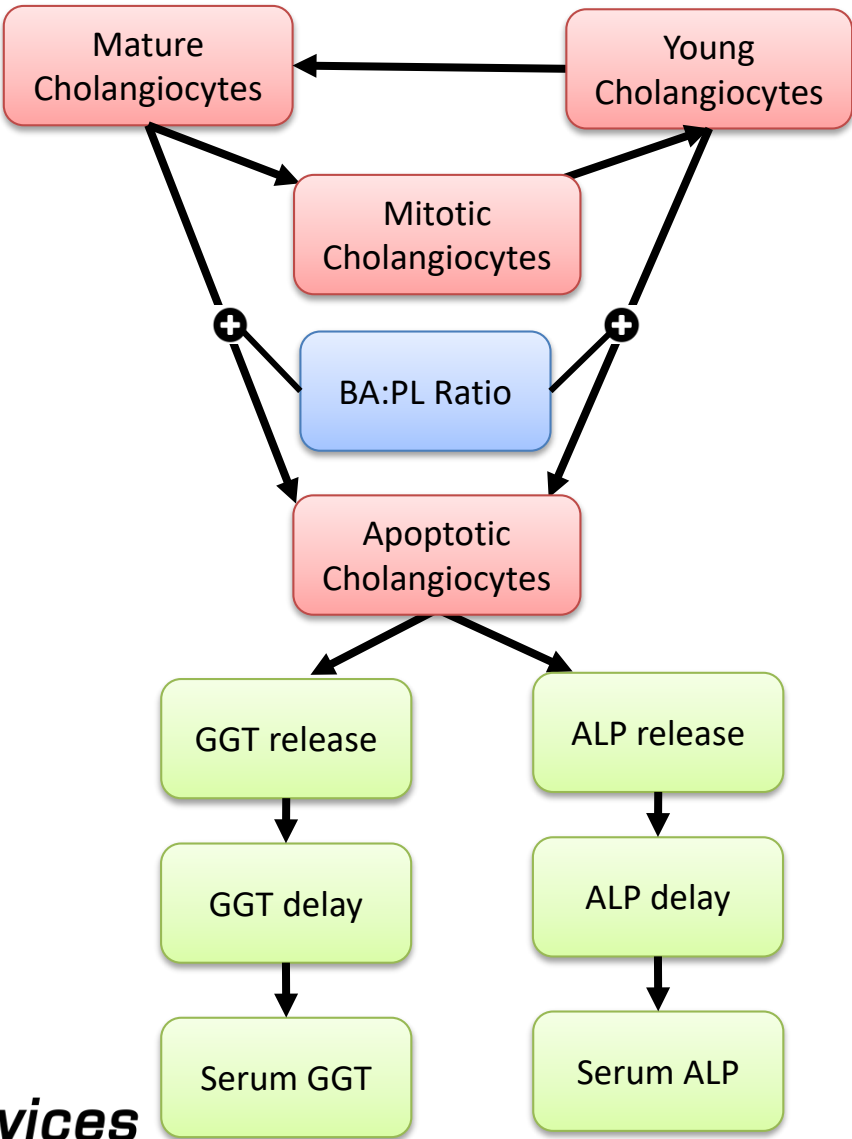 Mature
Cholangiocytes
Young
Cholangiocytes
Mitotic
Cholangiocytes
BA:PL Ratio
Apoptotic
Cholangiocytes
GGT release
ALP release
GGT delay
ALP delay
Serum GGT
Serum ALP
vices